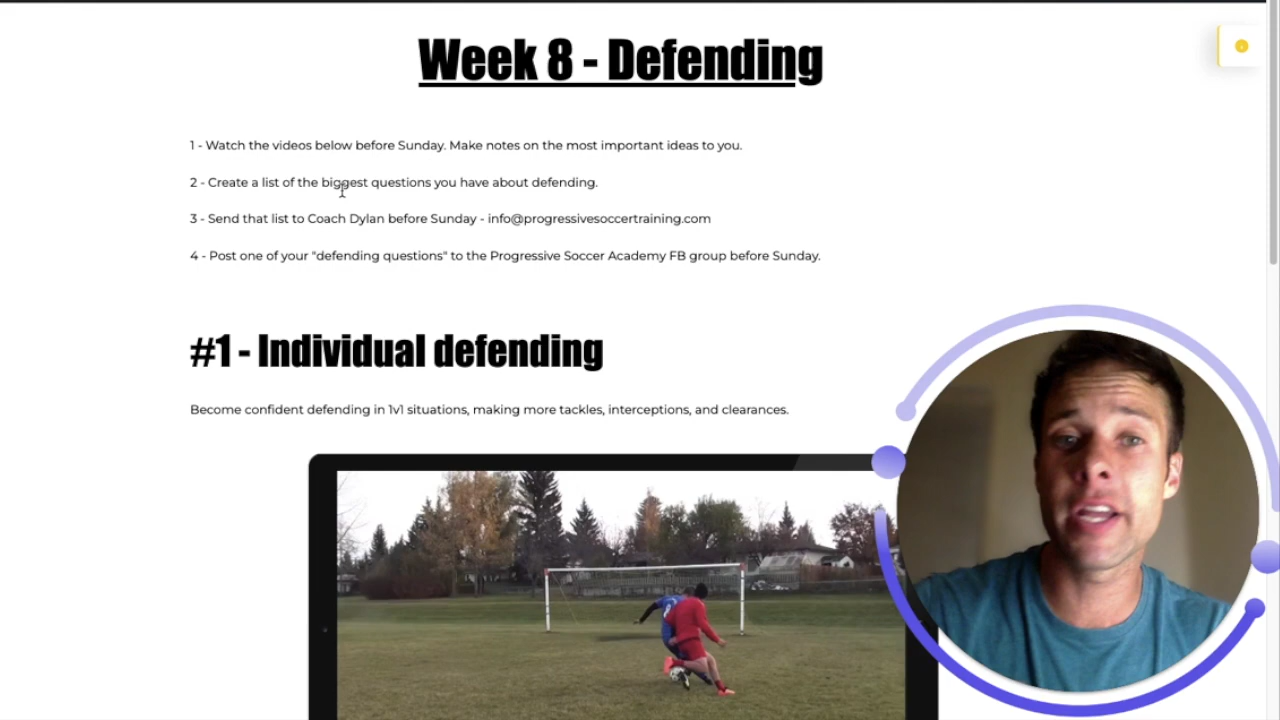 Week 8 - Defending
1 - Watch the videos below before Sunday. Make notes on the most important ideas to you.
2 - Create a list of the biggest questions you have about defending.
3 - Send that list to Coach Dylan before Sunday - info@progressivesoccertraining.com
4 - Post one of your "defending questions" to the Progressive Soccer Academy FB group before Sunday.
#1 - Individual defending
Become confident defending in 1v1 situations, making more tackles, interceptions, and clearances.